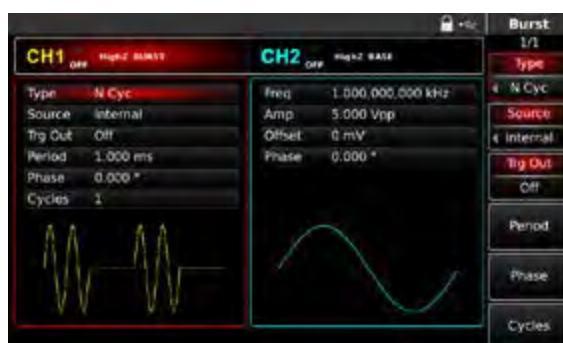 Burst
1/1
CH1 OFF HighZ BURST
CH2 OFF HighZ BASE
Type N Cyc
Source Internal
Trg Out Off
Period 1.000 ms
Phase 0.000 °
Cycles 1
Freq 1.000,000,000 kHz
Amp 5.000 Vpp
Offset 0 mV
Phase 0.000 °
Type
N Cyc
Source
Internal
Trg Out
Off
Period
Phase
Cycles